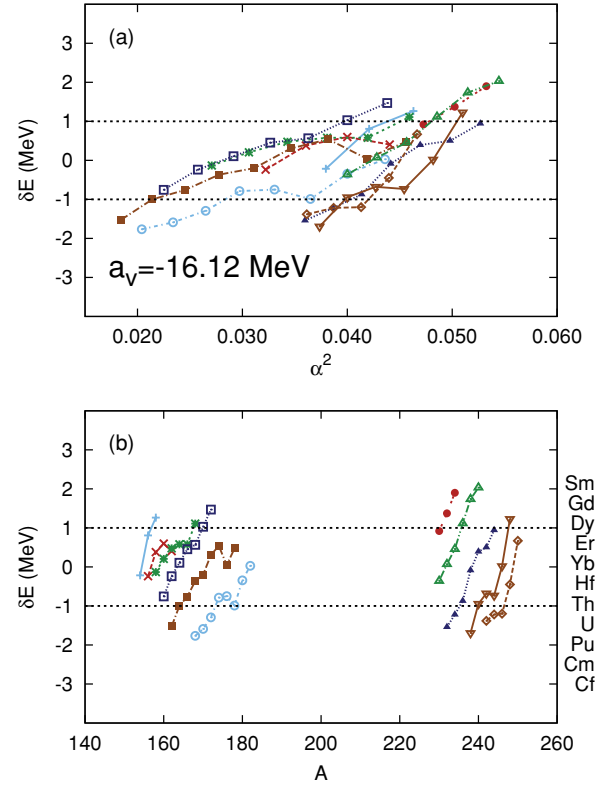 (a)
3
2
1
0
-1
-2
-3
δE (MeV)
a_v=-16.12 MeV
0.020 0.030 0.040 0.050 0.060
α^2
(b)
3
2
1
0
-1
-2
-3
δE (MeV)
Sm
Gd
Dy
Er
Yb
Hf
Th
U
Pu
Cm
Cf
140 160 180 200 220 240 260
A